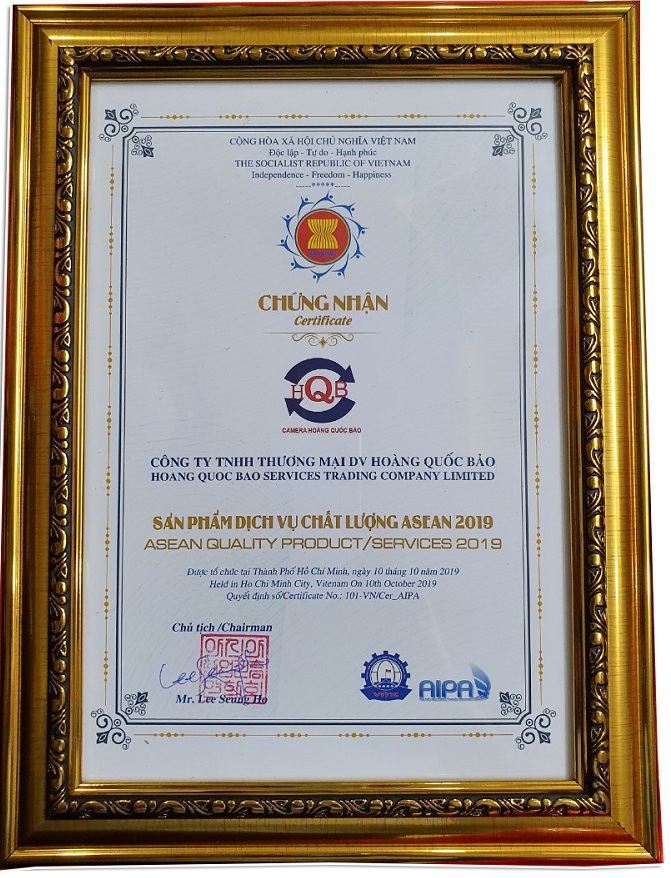 CỘNG HÒA XÃ HỘI CHỦ NGHĨA VIỆT NAM
Độc lập - Tự do - Hạnh phúc
THE SOCIALIST REPUBLIC OF VIETNAM
Independence - Freedom - Happiness
-----*****-----
CHỨNG NHẬN
Certificate
HQB
CAMERA HOÀNG QUỐC BẢO
CÔNG TY TNHH THƯƠNG MẠI DV HOÀNG QUỐC BẢO
HOANG QUOC BAO SERVICES TRADING COMPANY LIMITED
SẢN PHẨM DỊCH VỤ CHẤT LƯỢNG ASEAN 2019
ASEAN QUALITY PRODUCT/SERVICES 2019
Được tổ chức tại Thành Phố Hồ Chí Minh, ngày 10 tháng 10 năm 2019
Held in Ho Chi Minh City, Vitenam On 10th October 2019
Quyết định số/Certificate No.: 101-VN/Cer_AIPA
Chủ tịch /Chairman
Mr. Lee Seung Ho
AIPA